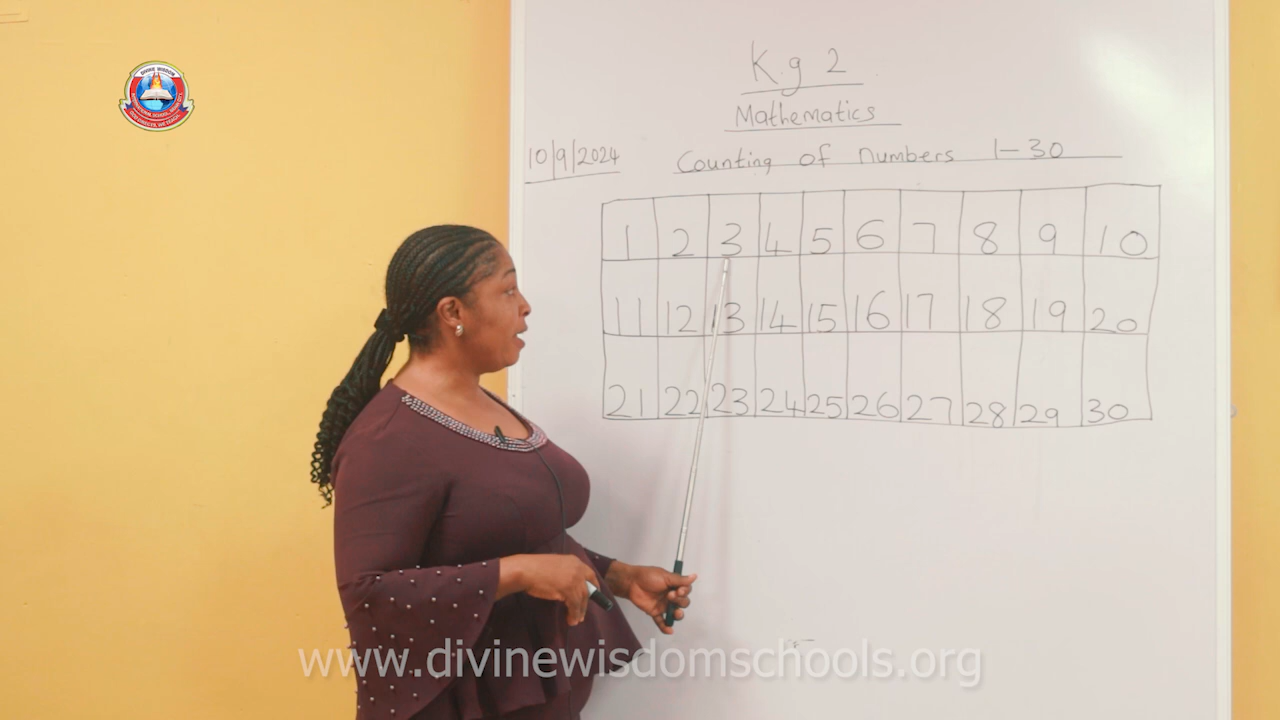 DIVINE WISDOM
K.g 2
Mathematics
10/9/2024
Counting of numbers 1-30
1 2 3 4 5 6 7 8 9 10
11 12 13 14 15 16 17 18 19 20
21 22 23 24 25 26 27 28 29 30
www.divinewisdomschools.org